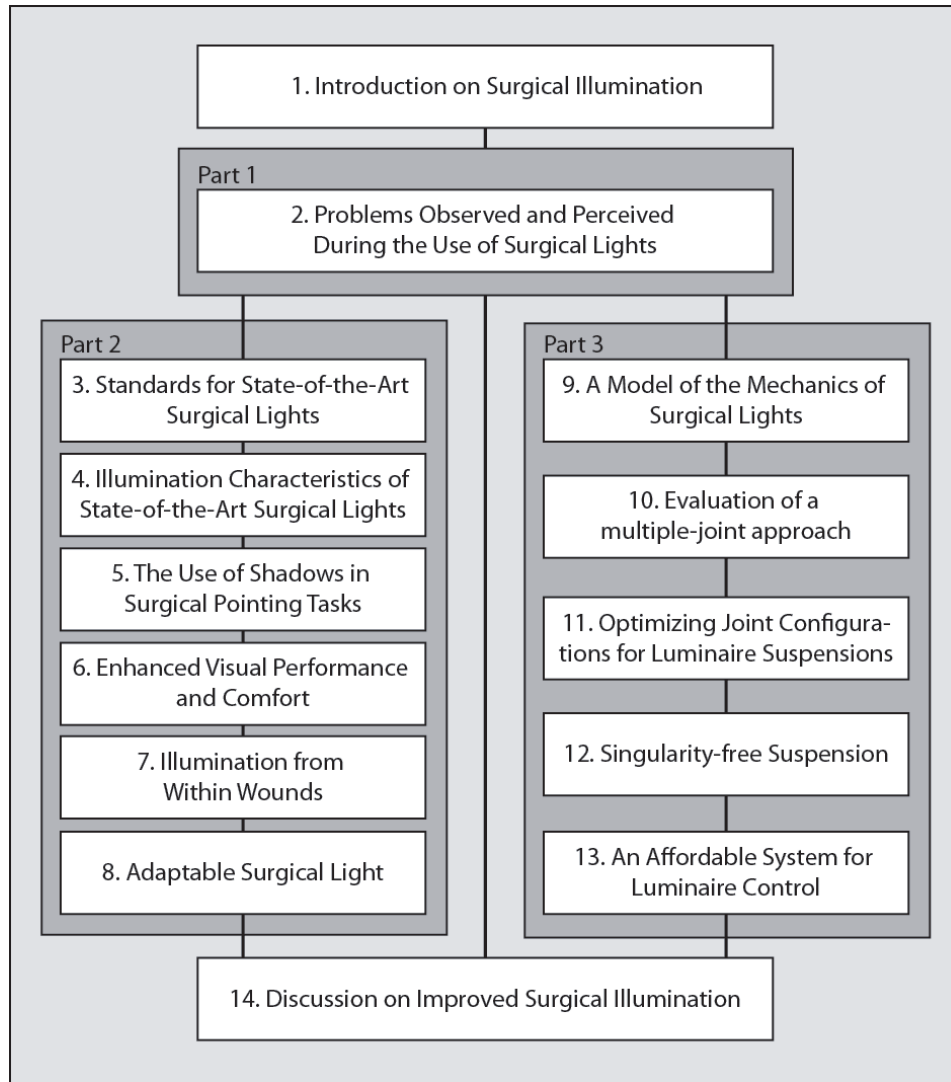 1. Introduction on Surgical Illumination
Part 1
2. Problems Observed and Perceived
During the Use of Surgical Lights
Part 2
3. Standards for State-of-the-Art
Surgical Lights
4. Illumination Characteristics of
State-of-the-Art Surgical Lights
5. The Use of Shadows in
Surgical Pointing Tasks
6. Enhanced Visual Performance
and Comfort
7. Illumination from
Within Wounds
8. Adaptable Surgical Light
Part 3
9. A Model of the Mechanics of
Surgical Lights
10. Evaluation of a
multiple-joint approach
11. Optimizing Joint Configura-
tions for Luminaire Suspensions
12. Singularity-free Suspension
13. An Affordable System for
Luminaire Control
14. Discussion on Improved Surgical Illumination